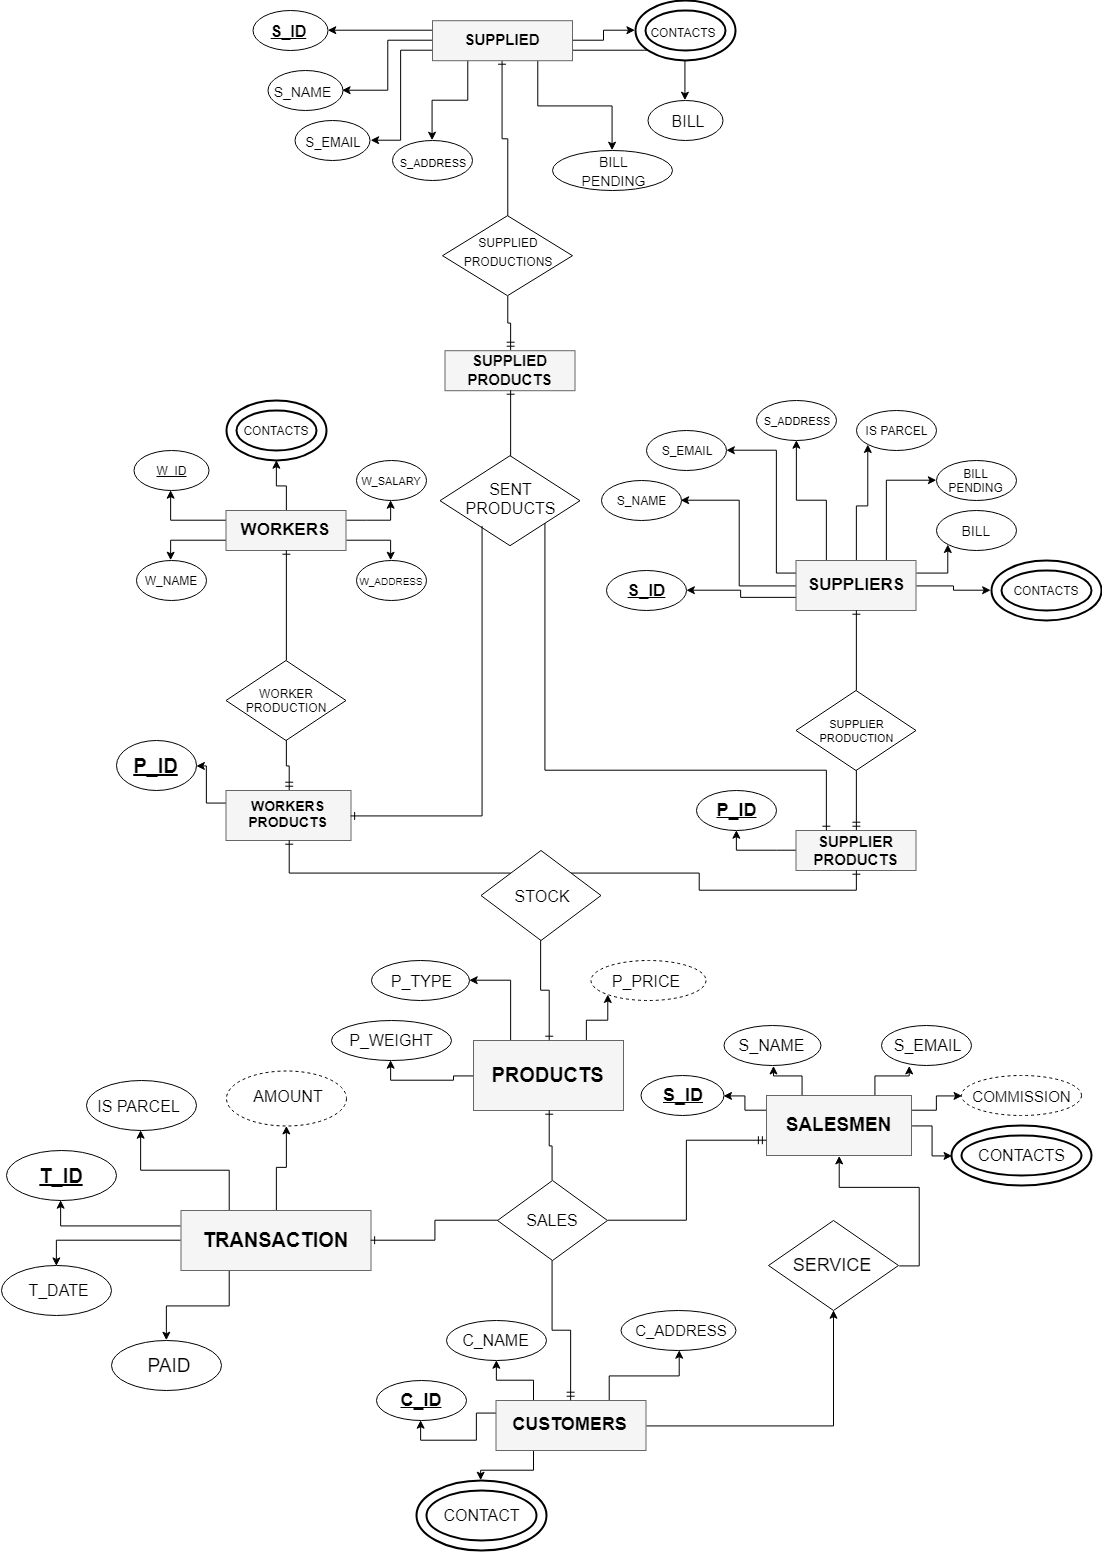 S_ID
SUPPLIED
CONTACTS
S_NAME
BILL
S_EMAIL
S_ADDRESS
BILL
PENDING
SUPPLIED
PRODUCTIONS
SUPPLIED
PRODUCTS
CONTACTS
W_ID
W_SALARY
WORKERS
W_NAME
W_ADDRESS
SENT
PRODUCTS
S_ADDRESS
IS PARCEL
S_EMAIL
BILL
PENDING
S_NAME
BILL
SUPPLIERS
S_ID
CONTACTS
WORKER
PRODUCTION
SUPPLIER
PRODUCTION
P_ID
WORKERS
PRODUCTS
P_ID
SUPPLIER
PRODUCTS
STOCK
P_TYPE
P_PRICE
P_WEIGHT
PRODUCTS
S_NAME
S_EMAIL
S_ID
COMMISSION
SALESMEN
CONTACTS
IS PARCEL
AMOUNT
T_ID
TRANSACTION
SALES
T_DATE
PAID
SERVICE
C_NAME
C_ADDRESS
C_ID
CUSTOMERS
CONTACT